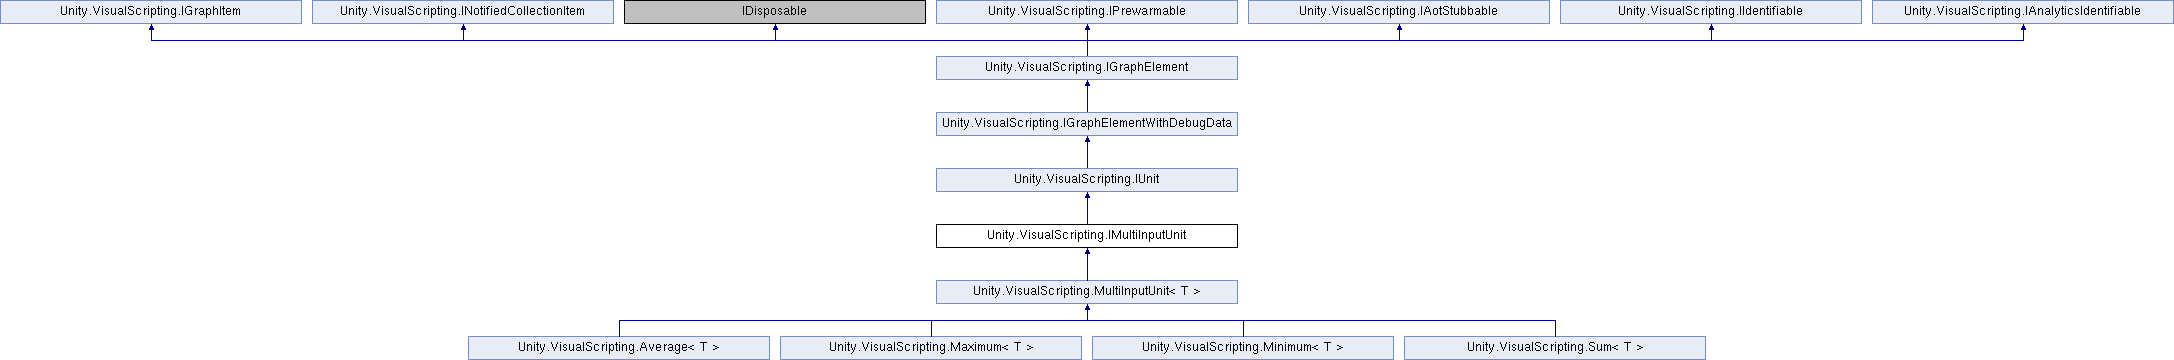 Unity.VisualScripting.IGraphItem
Unity.VisualScripting.INotifiedCollectionItem
IDisposable
Unity.VisualScripting.IPrewarmable
Unity.VisualScripting.IAotStubbable
Unity.VisualScripting.IIdentifiable
Unity.VisualScripting.IAnalyticsIdentifiable
Unity.VisualScripting.IGraphElement
Unity.VisualScripting.IGraphElementWithDebugData
Unity.VisualScripting.IUnit
Unity.VisualScripting.IMultiInputUnit
Unity.VisualScripting.MultiInputUnit< T >
Unity.VisualScripting.Average< T >
Unity.VisualScripting.Maximum< T >
Unity.VisualScripting.Minimum< T >
Unity.VisualScripting.Sum< T >